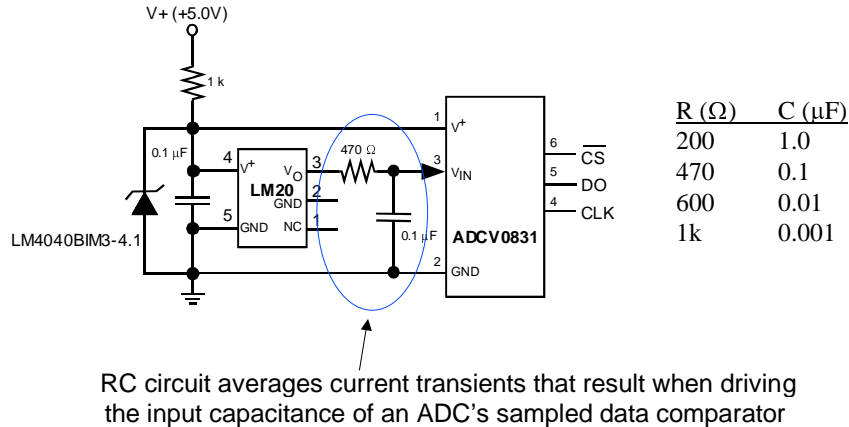 V+ (+5.0V)
1 k
0.1 μF
LM4040BIM3-4.1
4 V+
VO 3
LM20
GND 2
5 GND
NC 1
470 Ω
0.1 μF
1 V+
3 VIN
ADCV0831
2 GND
6 C̅S̅
5 DO
4 CLK
R (Ω) C (μF)
200 1.0
470 0.1
600 0.01
1k 0.001
RC circuit averages current transients that result when driving
the input capacitance of an ADC's sampled data comparator